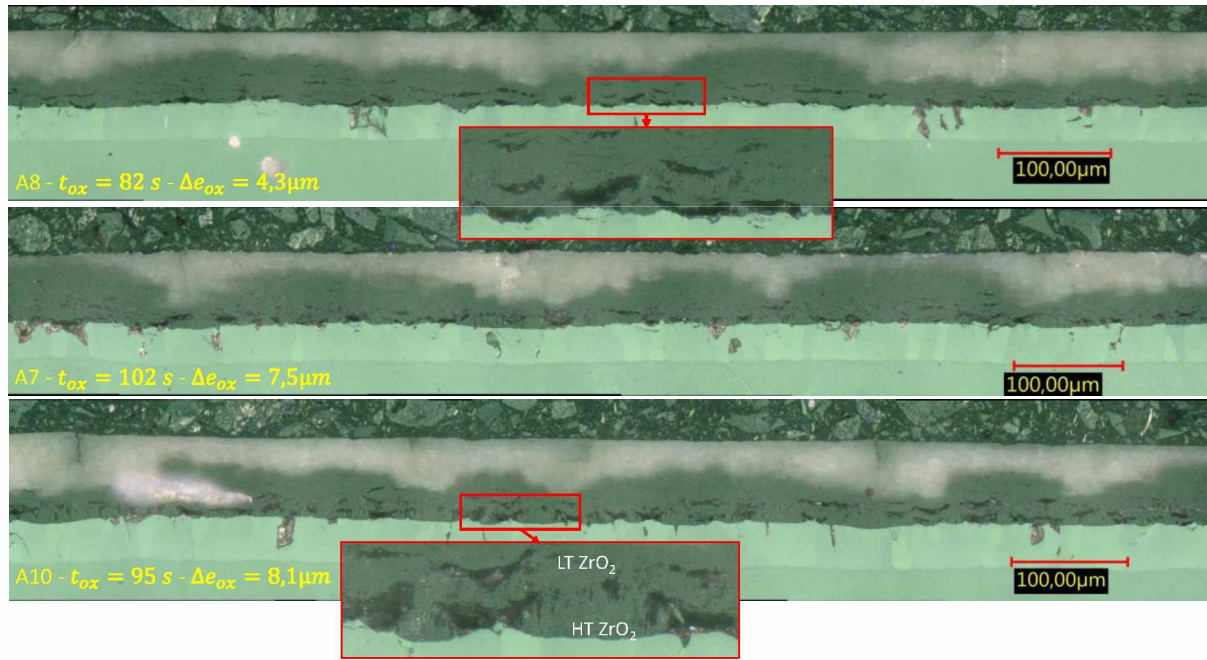 100,00μm
A8 - t_ox = 82 s - Δe_ox = 4,3μm
100,00μm
A7 - t_ox = 102 s - Δe_ox = 7,5μm
LT ZrO₂
100,00μm
A10 - t_ox = 95 s - Δe_ox = 8,1μm
HT ZrO₂